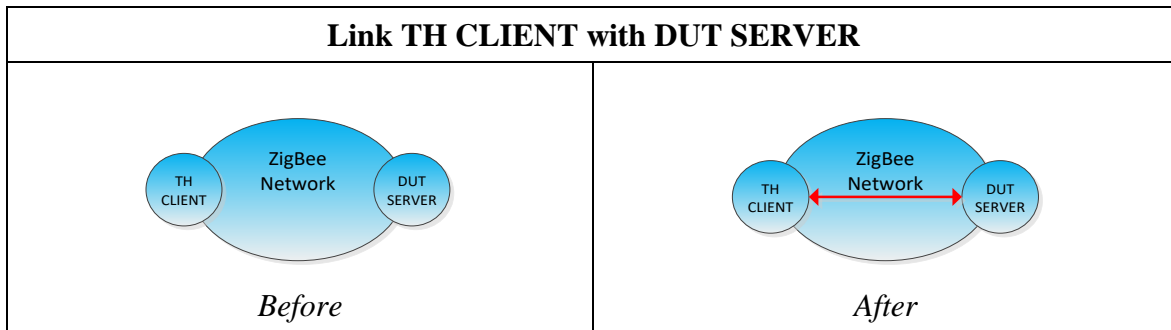 Link TH CLIENT with DUT SERVER
ZigBee
Network
TH
CLIENT
DUT
SERVER
Before
ZigBee
Network
TH
CLIENT
DUT
SERVER
After